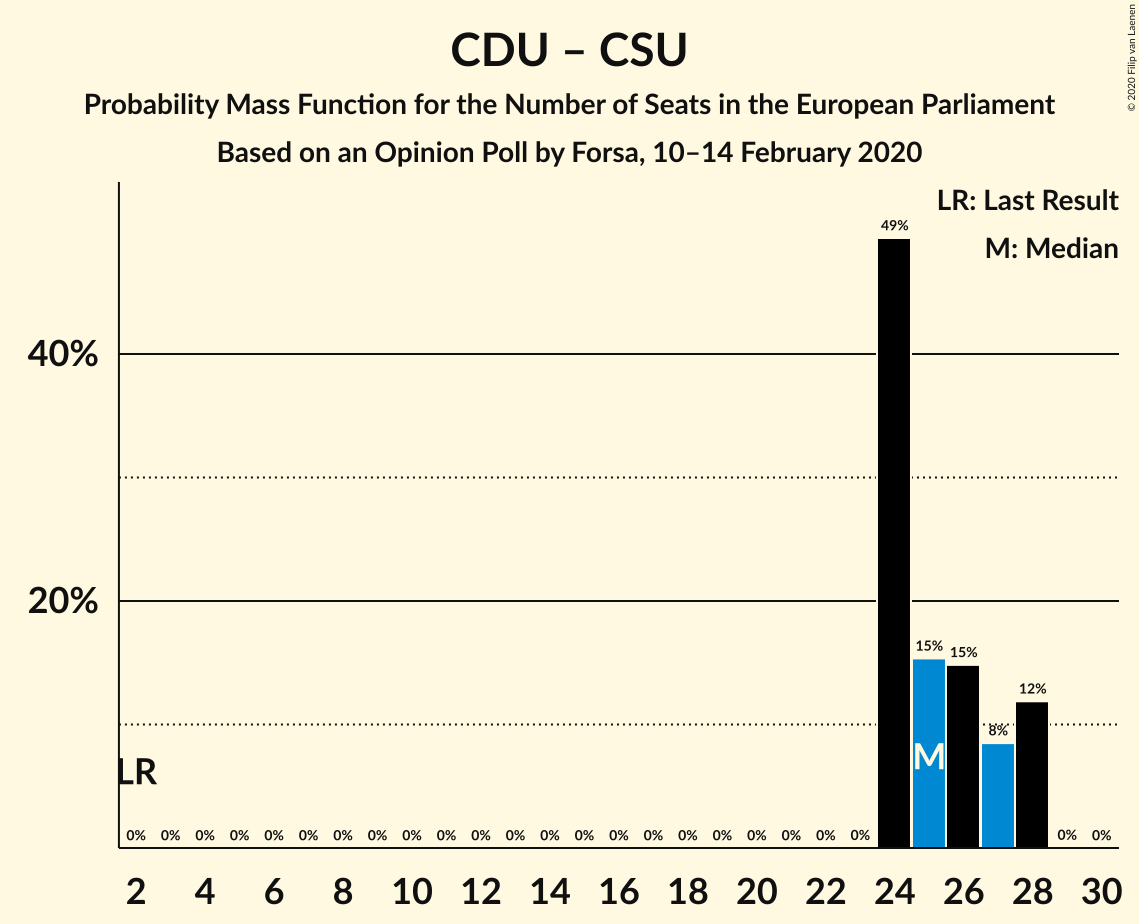 CDU – CSU
Probability Mass Function for the Number of Seats in the European Parliament
Based on an Opinion Poll by Forsa, 10–14 February 2020
© 2020 Filip van Laenen
LR: Last Result
M: Median
49%
40%
20%
15%
15%
12%
8%
M
LR
0% 0% 0% 0% 0% 0% 0% 0% 0% 0% 0% 0% 0% 0% 0% 0% 0% 0% 0% 0% 0% 0% 0% 0%
2 4 6 8 10 12 14 16 18 20 22 24 26 28 30